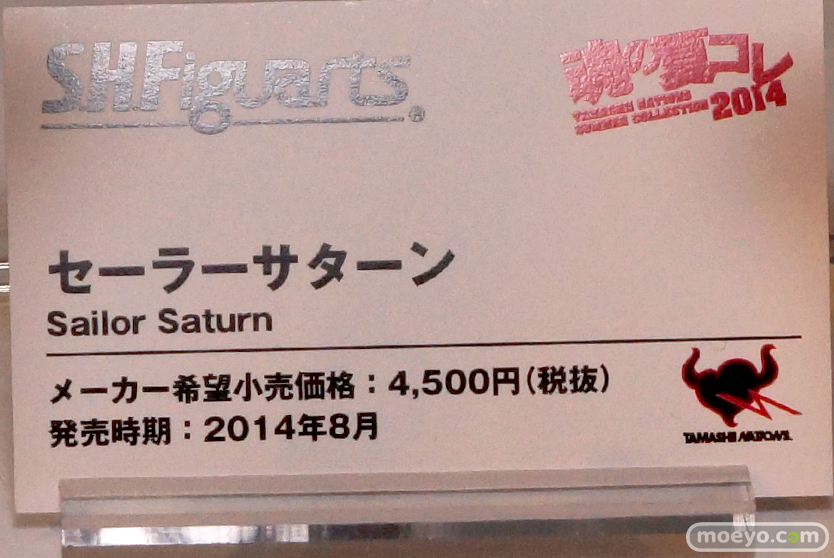 S.H.Figuarts®
魂の夏コレ
TAMASHII NATIONS
SUMMER COLLECTION 2014
セーラーサターン
Sailor Saturn
メーカー希望小売価格：4,500円（税抜）
発売時期：2014年8月
TAMASHII NATIONS
moeyo.com